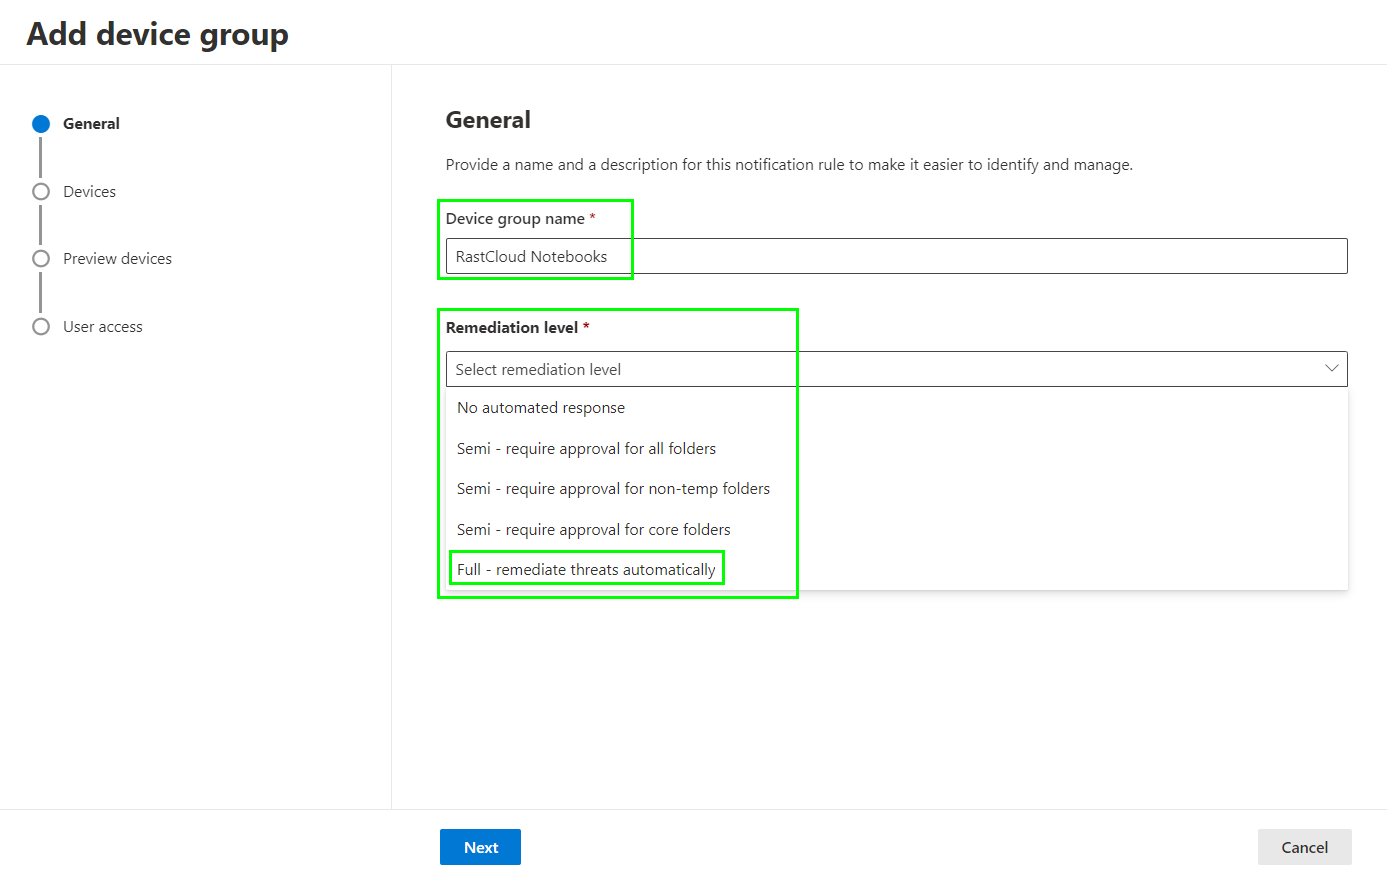 Add device group
General
Devices
Preview devices
User access
General
Provide a name and a description for this notification rule to make it easier to identify and manage.
Device group name *
RastCloud Notebooks
Remediation level *
Select remediation level
No automated response
Semi - require approval for all folders
Semi - require approval for non-temp folders
Semi - require approval for core folders
Full - remediate threats automatically
Next
Cancel